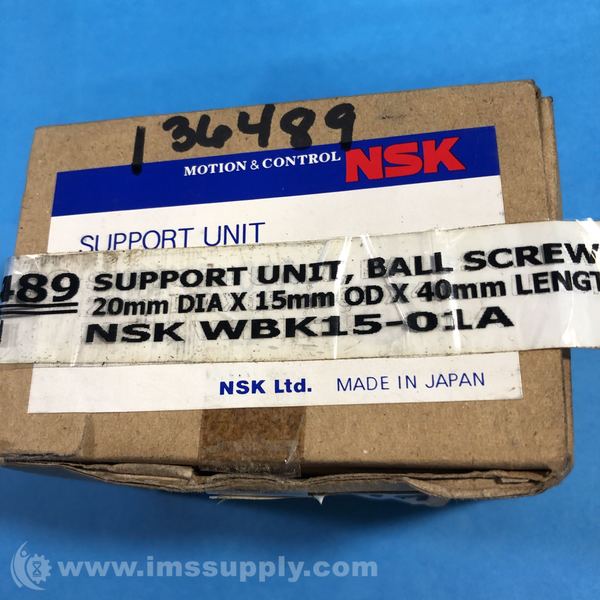 136489
MOTION & CONTROL NSK
SUPPORT UNIT
489 SUPPORT UNIT, BALL SCREW
20mm DIA X 15mm OD X 40mm LENGT
NSK WBK15-01A
NSK Ltd. MADE IN JAPAN
www.imssupply.com